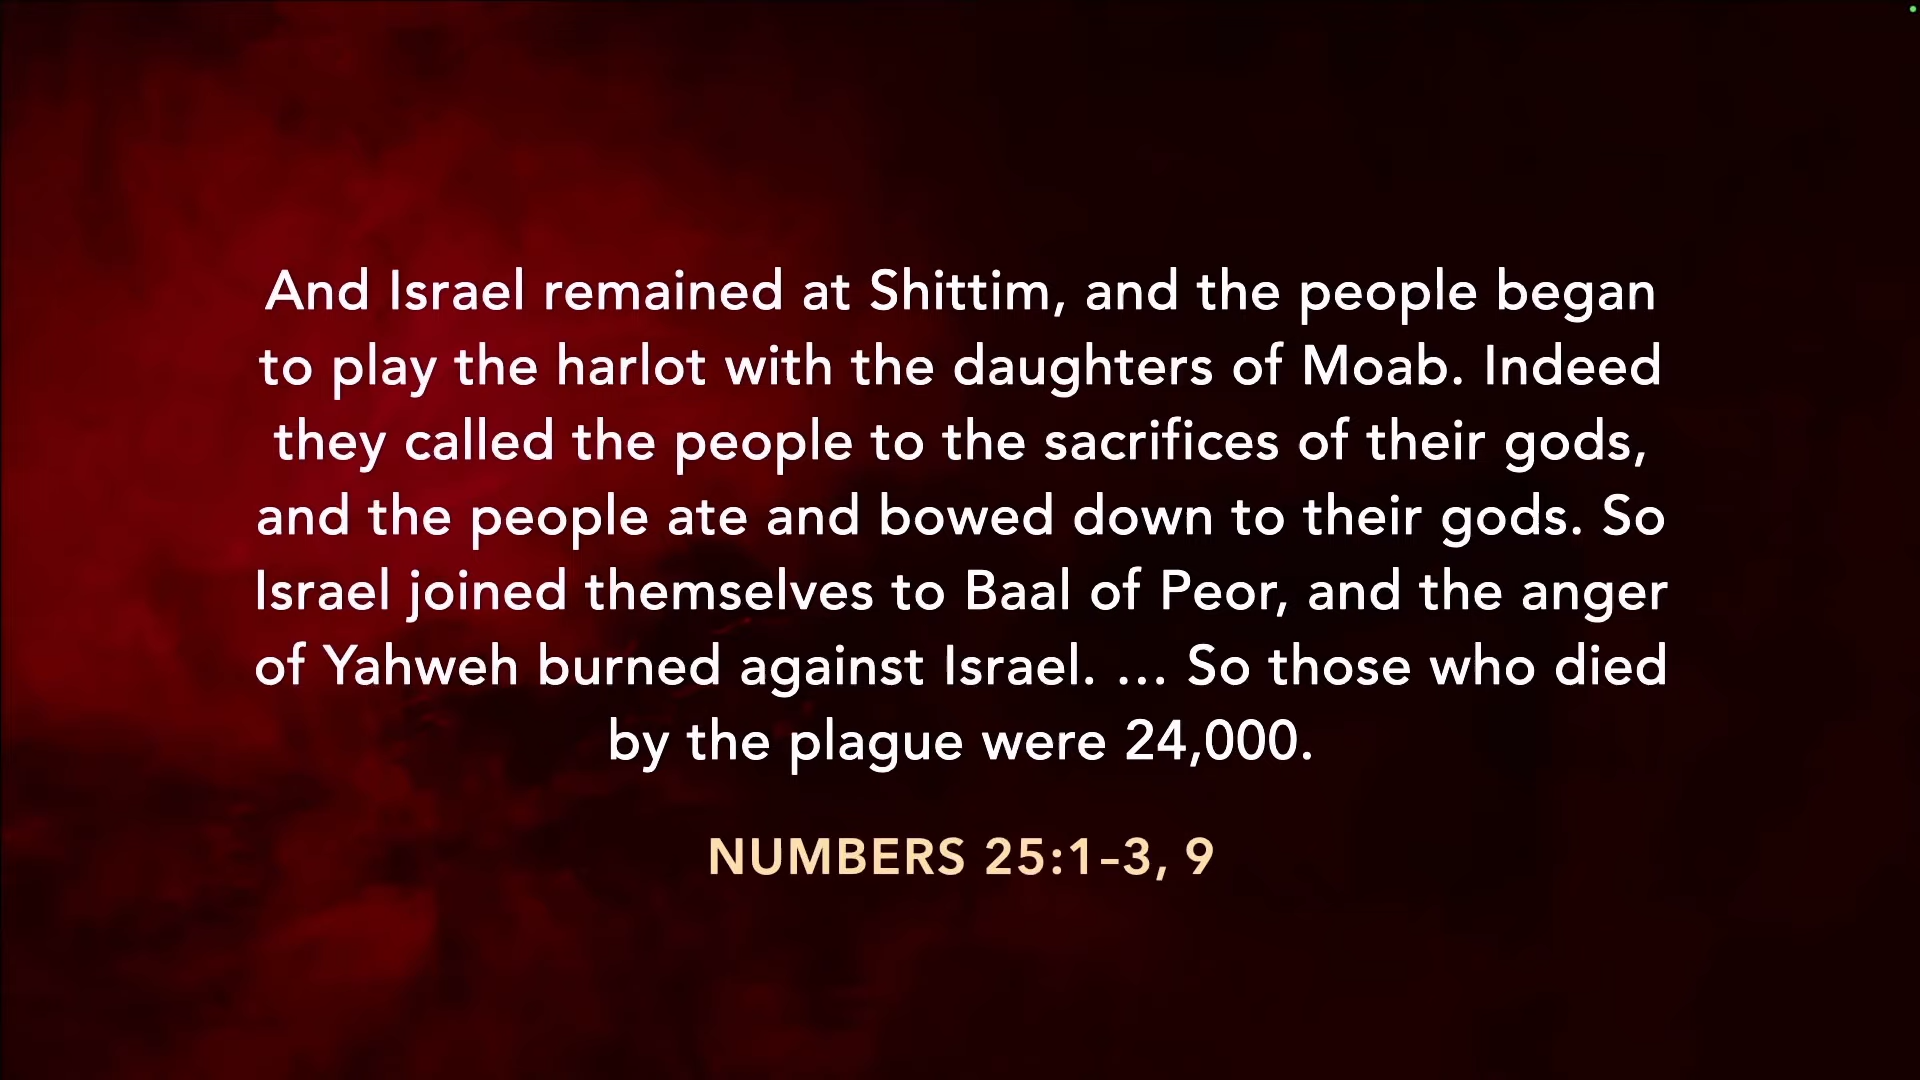 And Israel remained at Shittim, and the people began
to play the harlot with the daughters of Moab. Indeed
they called the people to the sacrifices of their gods,
and the people ate and bowed down to their gods. So
Israel joined themselves to Baal of Peor, and the anger
of Yahweh burned against Israel. … So those who died
by the plague were 24,000.
NUMBERS 25:1–3, 9